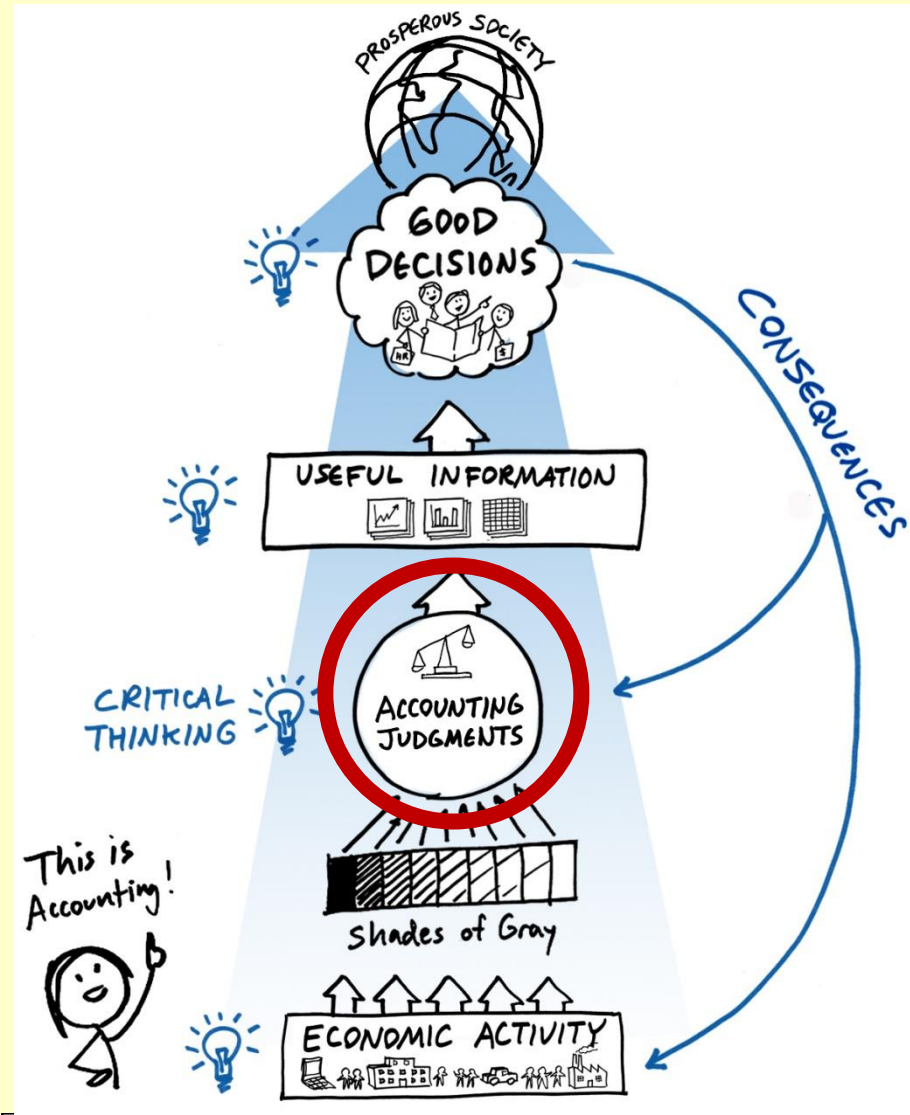 PROSPEROUS SOCIETY
GOOD
DECISIONS
HR
$
CONSEQUENCES
USEFUL INFORMATION
CRITICAL
THINKING
ACCOUNTING
JUDGMENTS
This is
Accounting!
Shades of Gray
ECONOMIC ACTIVITY